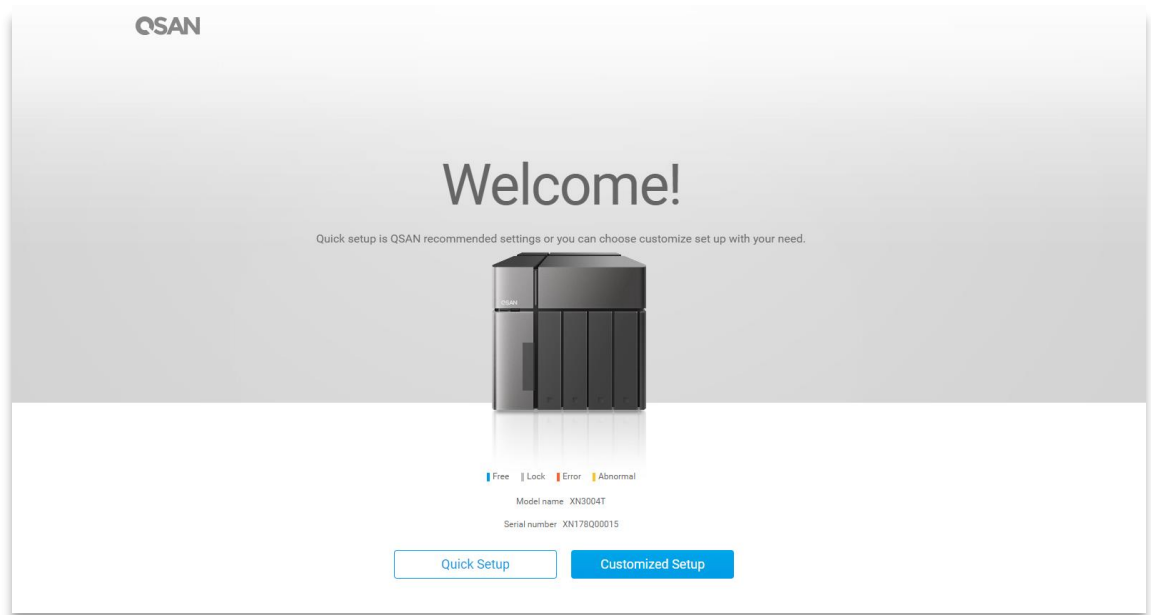 QSAN
Welcome!
Quick setup is QSAN recommended settings or you can choose customize set up with your need.
QSAN
Free Lock Error Abnormal
Model name XN3004T
Serial number XN178Q00015
Quick Setup Customized Setup